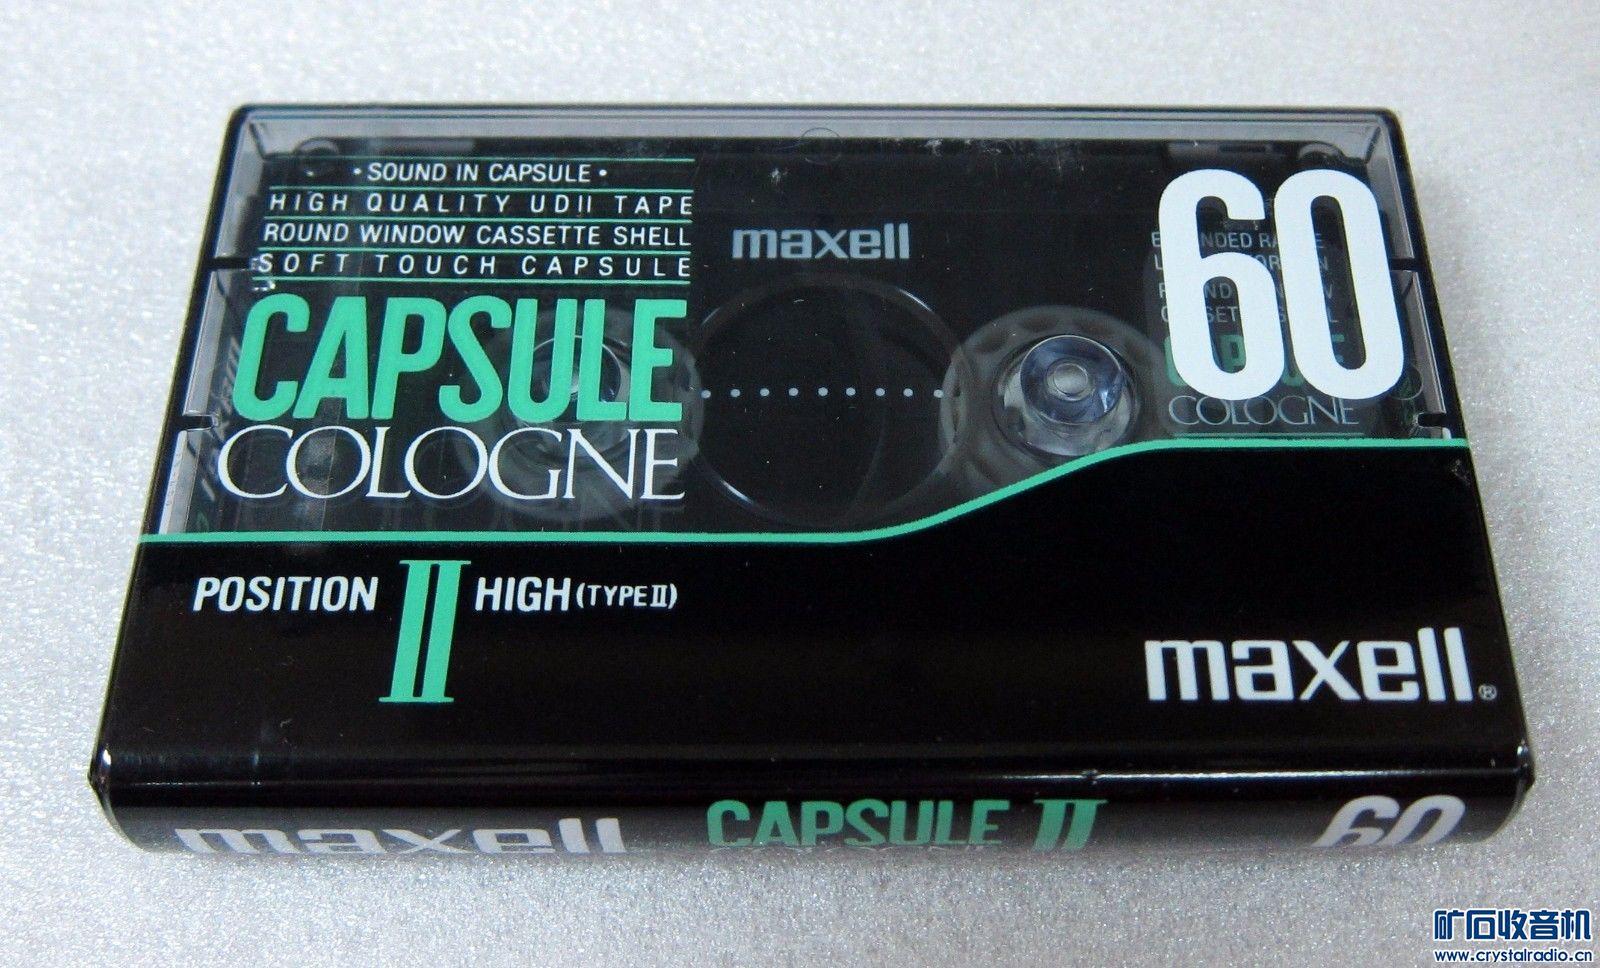 • SOUND IN CAPSULE •
HIGH QUALITY UDII TAPE
ROUND WINDOW CASSETTE SHELL
SOFT TOUCH CAPSULE
CAPSULE
COLOGNE
maxell
60
COLOGNE
POSITION II HIGH (TYPE II)
maxell®
maxell CAPSULE II 60
矿石收音机
www.crystalradio.cn